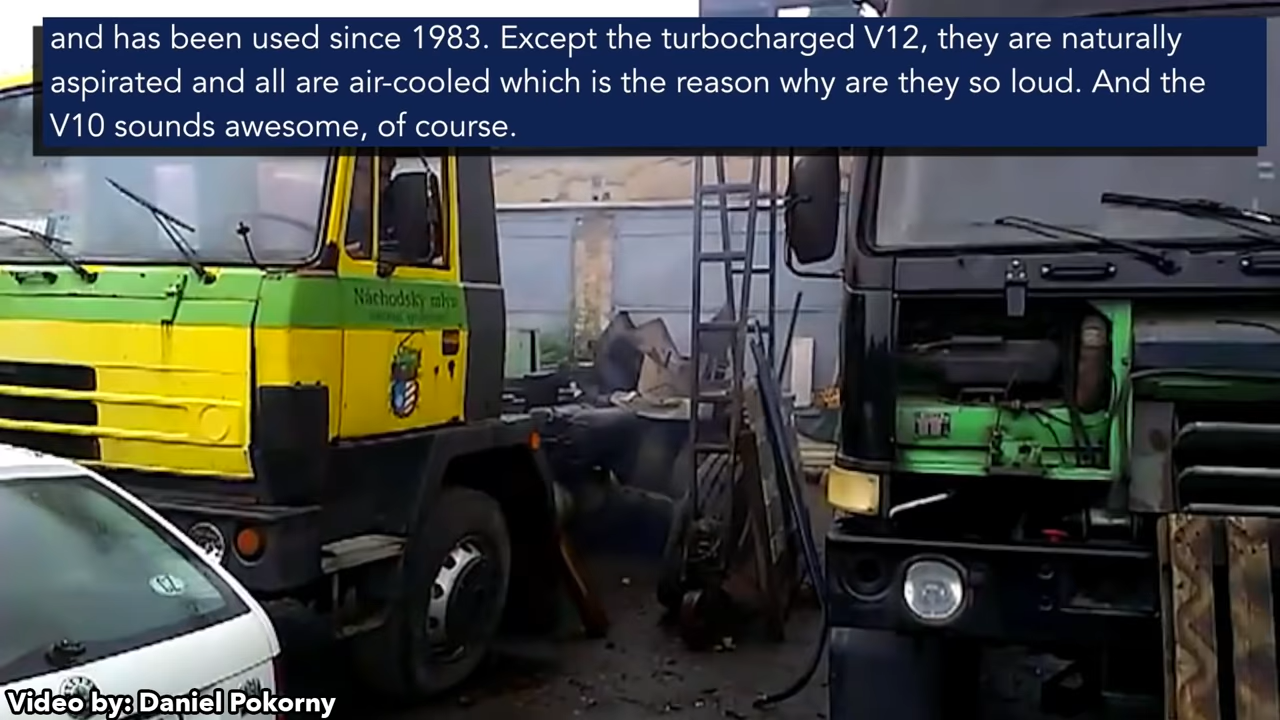 and has been used since 1983. Except the turbocharged V12, they are naturally
aspirated and all are air-cooled which is the reason why are they so loud. And the
V10 sounds awesome, of course.
Náchodský mlýn
CZ
Video by: Daniel Pokorny